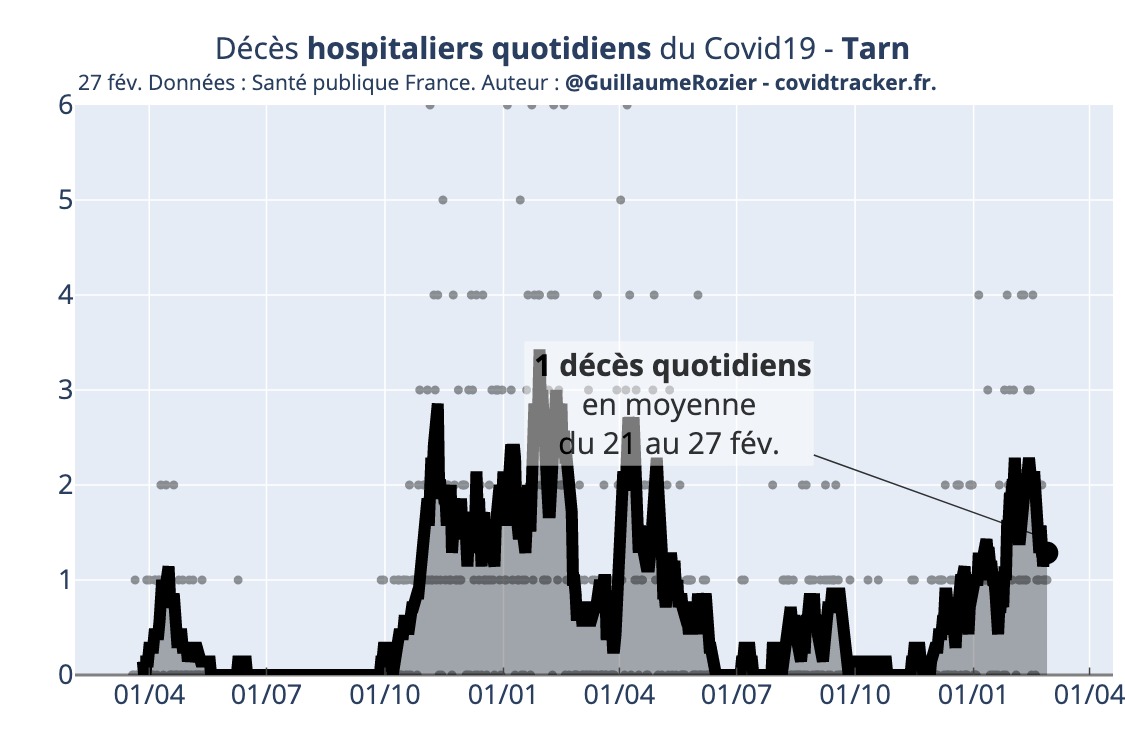 Décès hospitaliers quotidiens du Covid19 - Tarn
27 fév. Données : Santé publique France. Auteur : @GuillaumeRozier - covidtracker.fr.
6
5
4
3
2
1
0
1 décès quotidiens
en moyenne
du 21 au 27 fév.
01/04 01/07 01/10 01/01 01/04 01/07 01/10 01/01 01/04